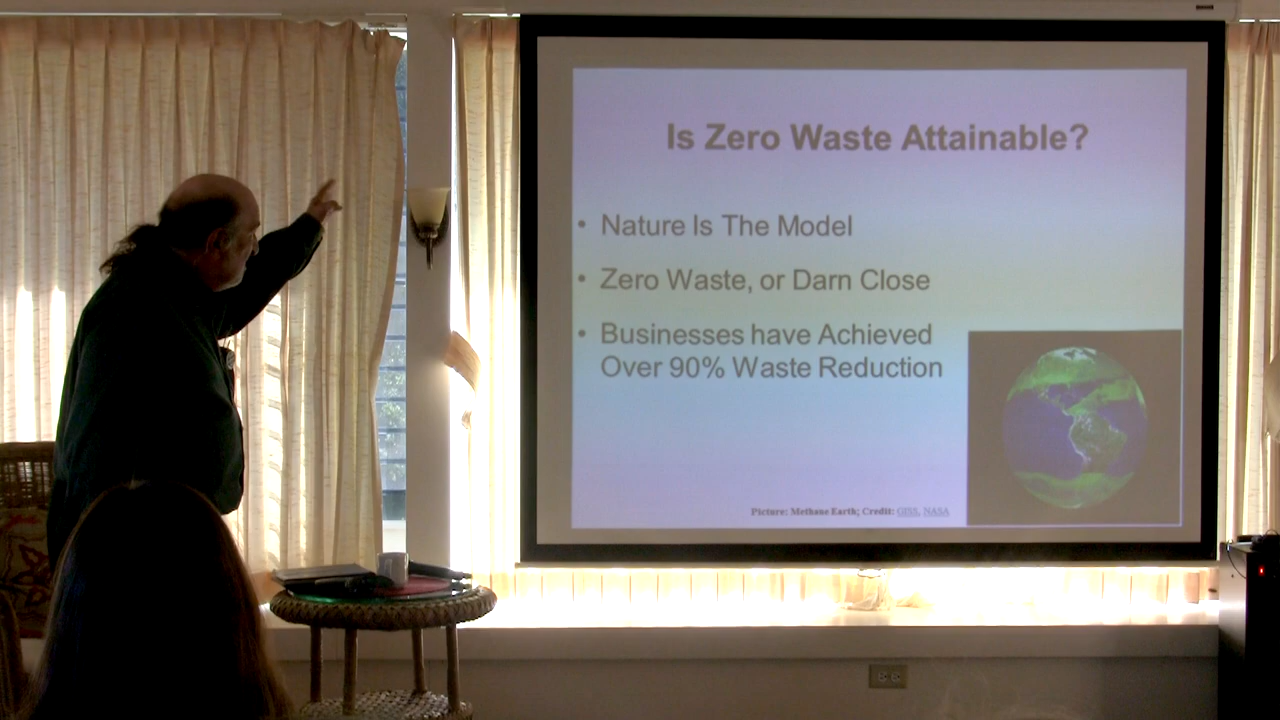 Is Zero Waste Attainable?
• Nature Is The Model
• Zero Waste, or Darn Close
• Businesses have Achieved
Over 90% Waste Reduction
Picture: Methane Earth; Credit: GISS, NASA